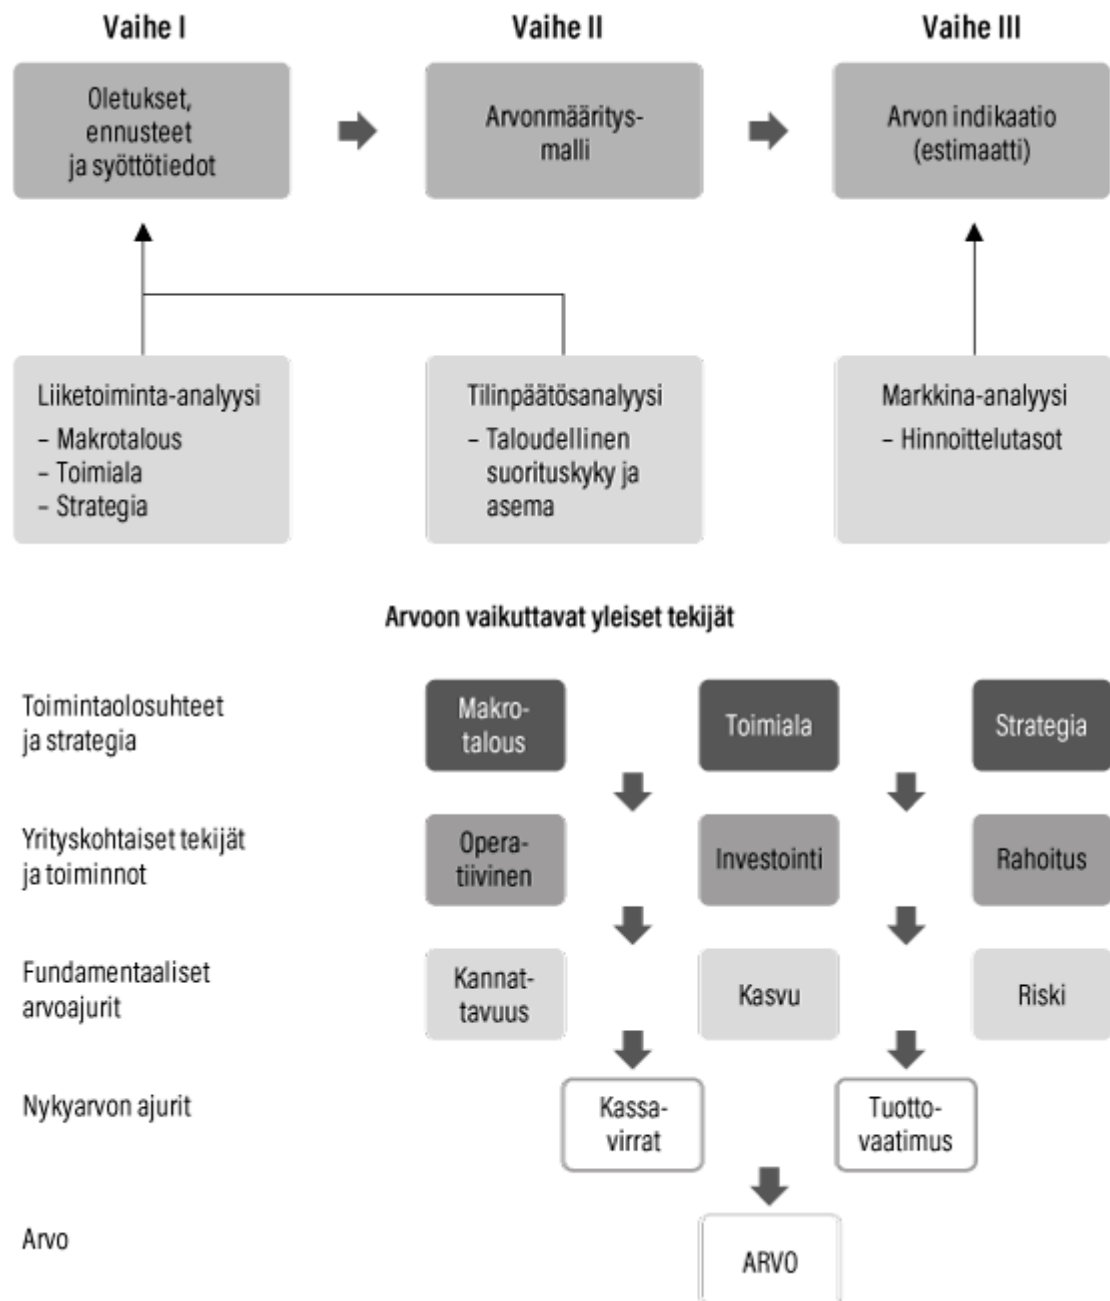 Vaihe I
Vaihe II
Vaihe III
Oletukset,
ennusteet
ja syöttötiedot
Arvonmääritys-
malli
Arvon indikaatio
(estimaatti)
Liiketoiminta-analyysi
– Makrotalous
– Toimiala
– Strategia
Tilinpäätösanalyysi
– Taloudellinen
suorituskyky ja
asema
Markkina-analyysi
– Hinnoittelutasot
Arvoon vaikuttavat yleiset tekijät
Toimintaolosuhteet
ja strategia
Makro-
talous
Toimiala
Strategia
Yrityskohtaiset tekijät
ja toiminnot
Opera-
tiivinen
Investointi
Rahoitus
Fundamentaaliset
arvoajurit
Kannat-
tavuus
Kasvu
Riski
Nykyarvon ajurit
Kassa-
virrat
Tuotto-
vaatimus
Arvo
ARVO